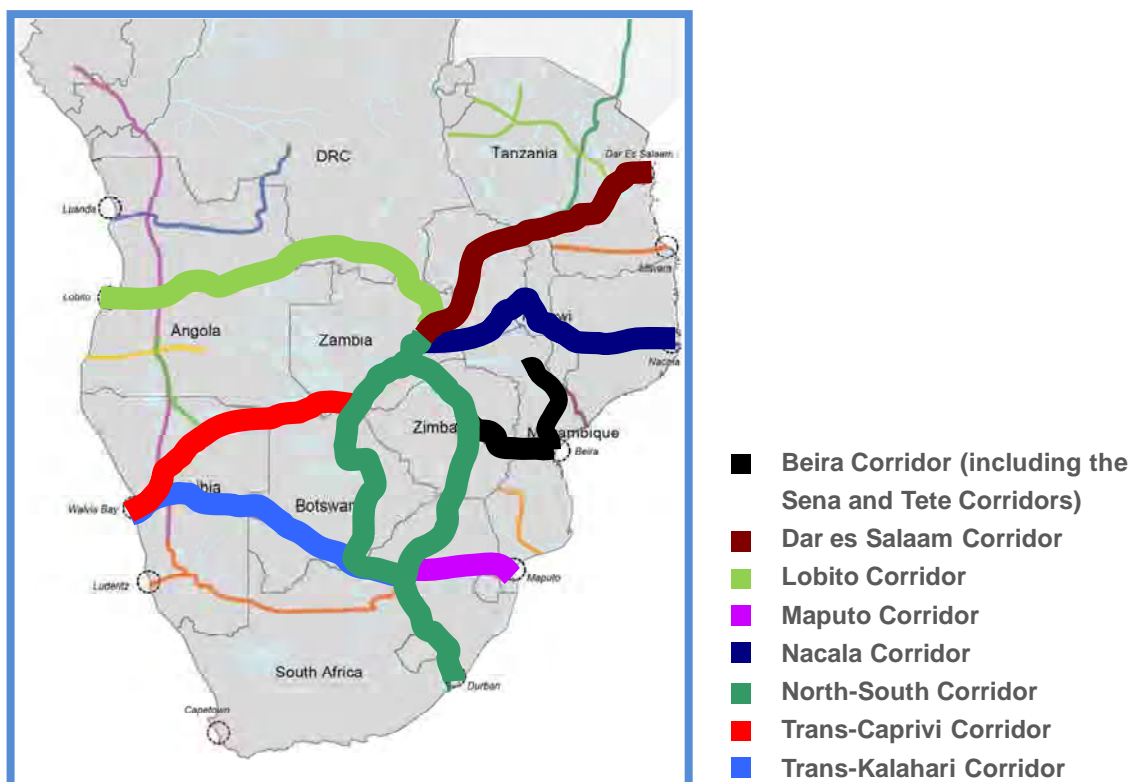 DRC
Tanzania
Dar Es Salaam
Luanda
Lobito
Angola
Zambia
Nacala
Zimba
Mozambique
Beira
Walvis Bay
Botswan
Luderitz
Maputo
South Africa
Durban
Capetown
Beira Corridor (including the
Sena and Tete Corridors)
Dar es Salaam Corridor
Lobito Corridor
Maputo Corridor
Nacala Corridor
North-South Corridor
Trans-Caprivi Corridor
Trans-Kalahari Corridor